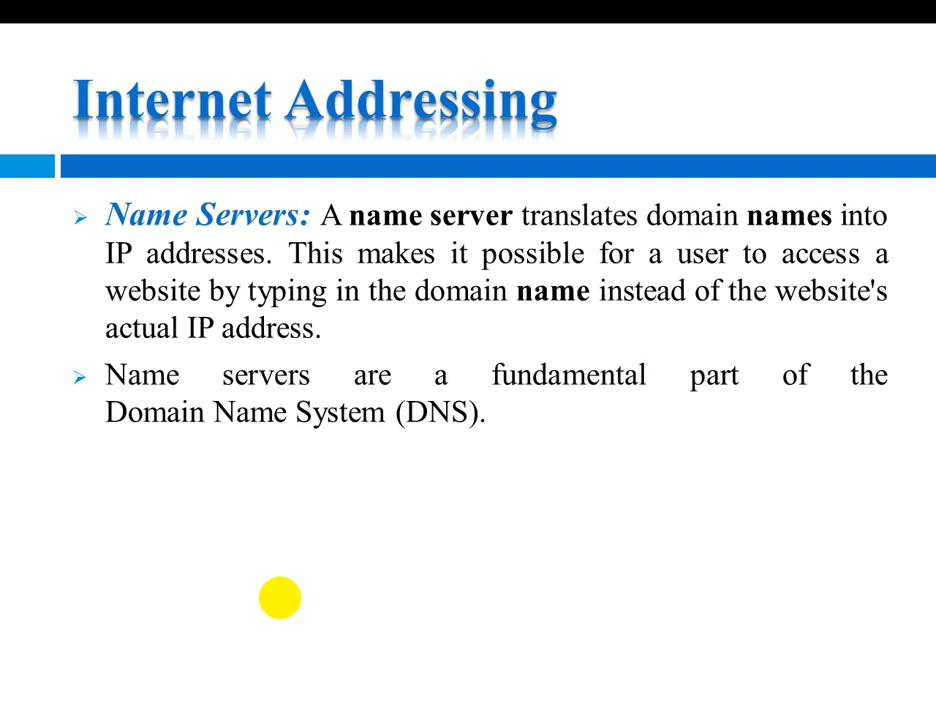 Internet Addressing
Name Servers: A name server translates domain names into
IP addresses. This makes it possible for a user to access a
website by typing in the domain name instead of the website's
actual IP address.
Name servers are a fundamental part of the
Domain Name System (DNS).